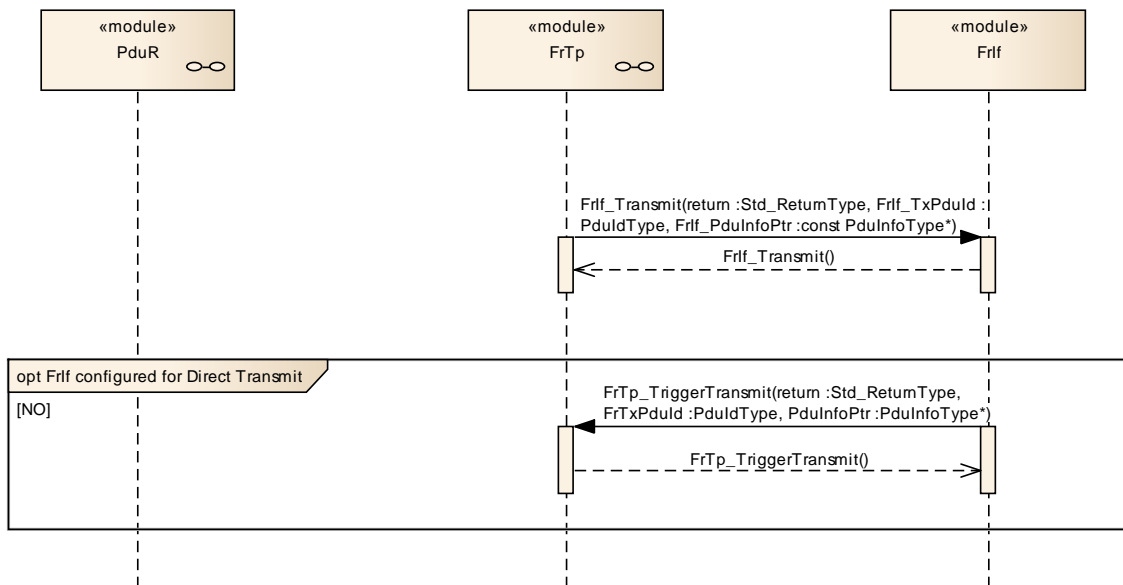 «module»
PduR
«module»
FrTp
«module»
FrIf
FrIf_Transmit(return :Std_ReturnType, FrIf_TxPduId :
PduIdType, FrIf_PduInfoPtr :const PduInfoType*)
FrIf_Transmit()
opt FrIf configured for Direct Transmit
[NO]
FrTp_TriggerTransmit(return :Std_ReturnType,
FrTxPduId :PduIdType, PduInfoPtr :PduInfoType*)
FrTp_TriggerTransmit()